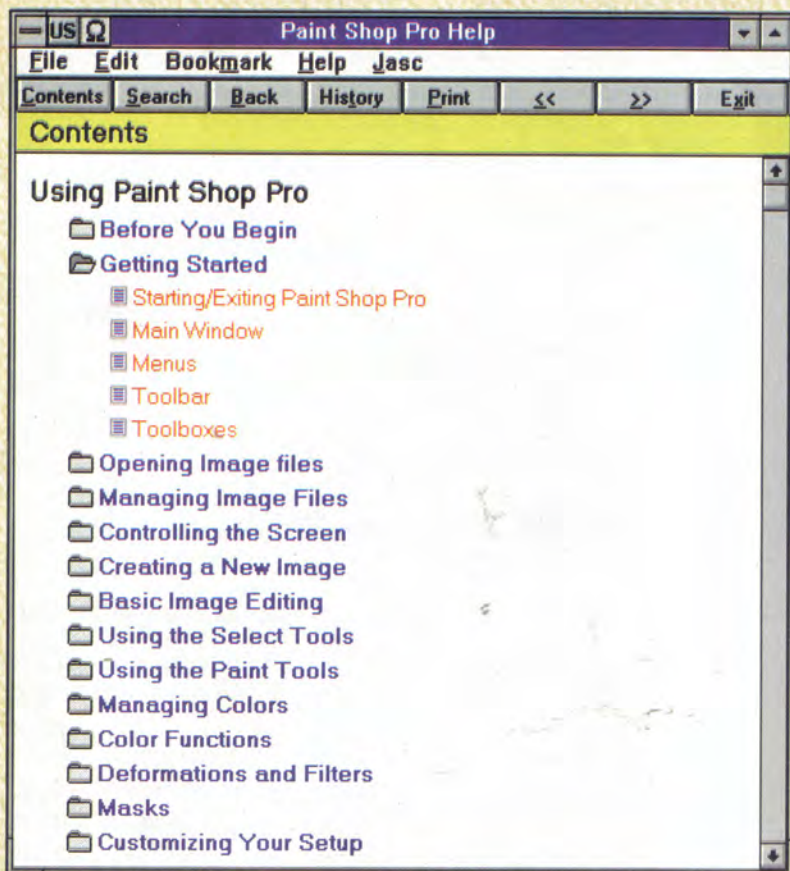 US Ω Paint Shop Pro Help
File Edit Bookmark Help Jasc
Contents Search Back History Print << >> Exit
Contents
Using Paint Shop Pro
Before You Begin
Getting Started
Starting/Exiting Paint Shop Pro
Main Window
Menus
Toolbar
Toolboxes
Opening Image files
Managing Image Files
Controlling the Screen
Creating a New Image
Basic Image Editing
Using the Select Tools
Using the Paint Tools
Managing Colors
Color Functions
Deformations and Filters
Masks
Customizing Your Setup